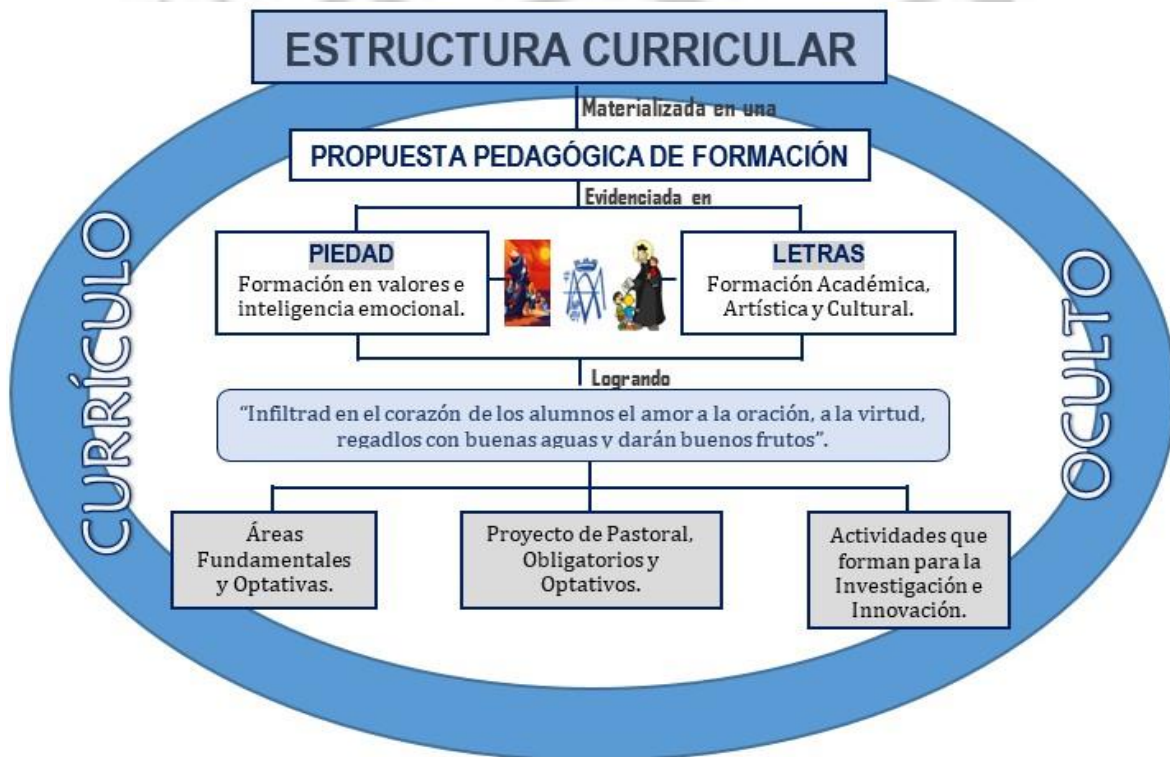 ESTRUCTURA CURRICULAR
Materializada en una
PROPUESTA PEDAGÓGICA DE FORMACIÓN
Evidenciada en
PIEDAD
Formación en valores e
inteligencia emocional.
LETRAS
Formación Académica,
Artística y Cultural.
Logrando
“Infiltrad en el corazón de los alumnos el amor a la oración, a la virtud,
regadlos con buenas aguas y darán buenos frutos”.
Áreas
Fundamentales
y Optativas.
Proyecto de Pastoral,
Obligatorios y
Optativos.
Actividades que
forman para la
Investigación e
Innovación.
CURRÍCULO
OCULTO